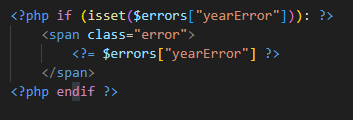 <?php if (isset($errors["yearError"])): ?>
    <span class="error">
        <?= $errors["yearError"] ?>
    </span>
<?php endif ?>